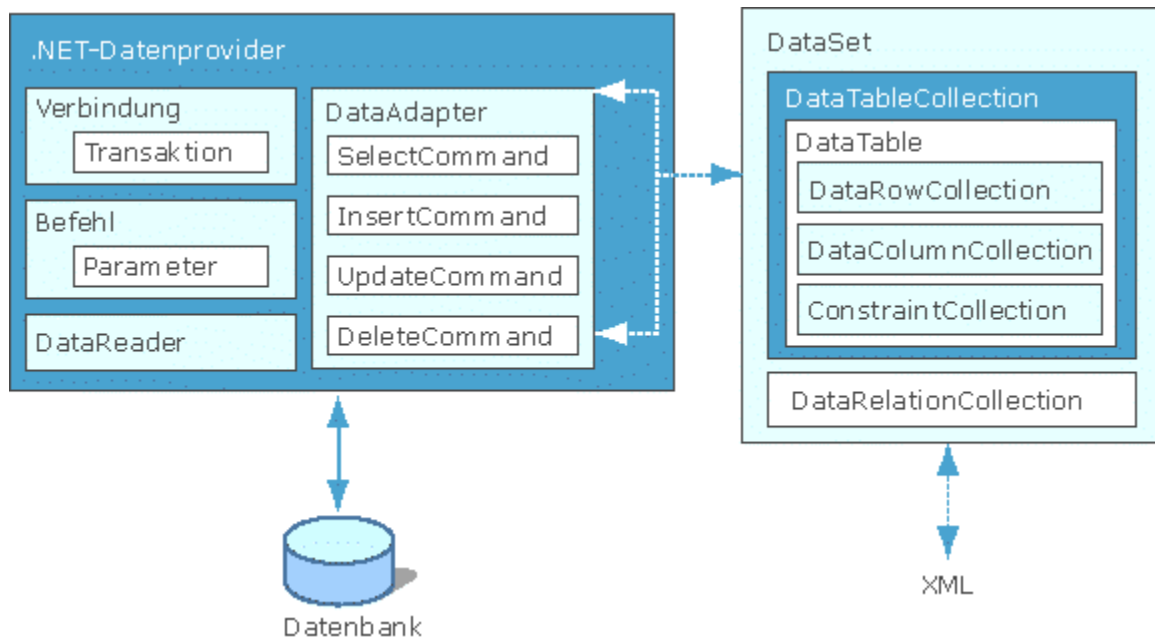 .NET-Datenprovider
Verbindung
Transaktion
Befehl
Parameter
DataReader
DataAdapter
SelectCommand
InsertCommand
UpdateCommand
DeleteCommand
DataSet
DataTableCollection
DataTable
DataRowCollection
DataColumnCollection
ConstraintCollection
DataRelationCollection
Datenbank
XML